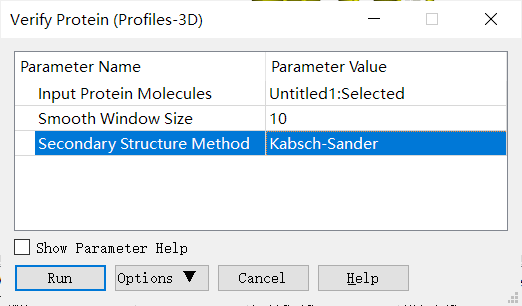 Verify Protein (Profiles-3D)
Parameter Name Parameter Value
Input Protein Molecules Untitled1:Selected
Smooth Window Size 10
Secondary Structure Method Kabsch-Sander
Show Parameter Help
Run Options ▼ Cancel Help